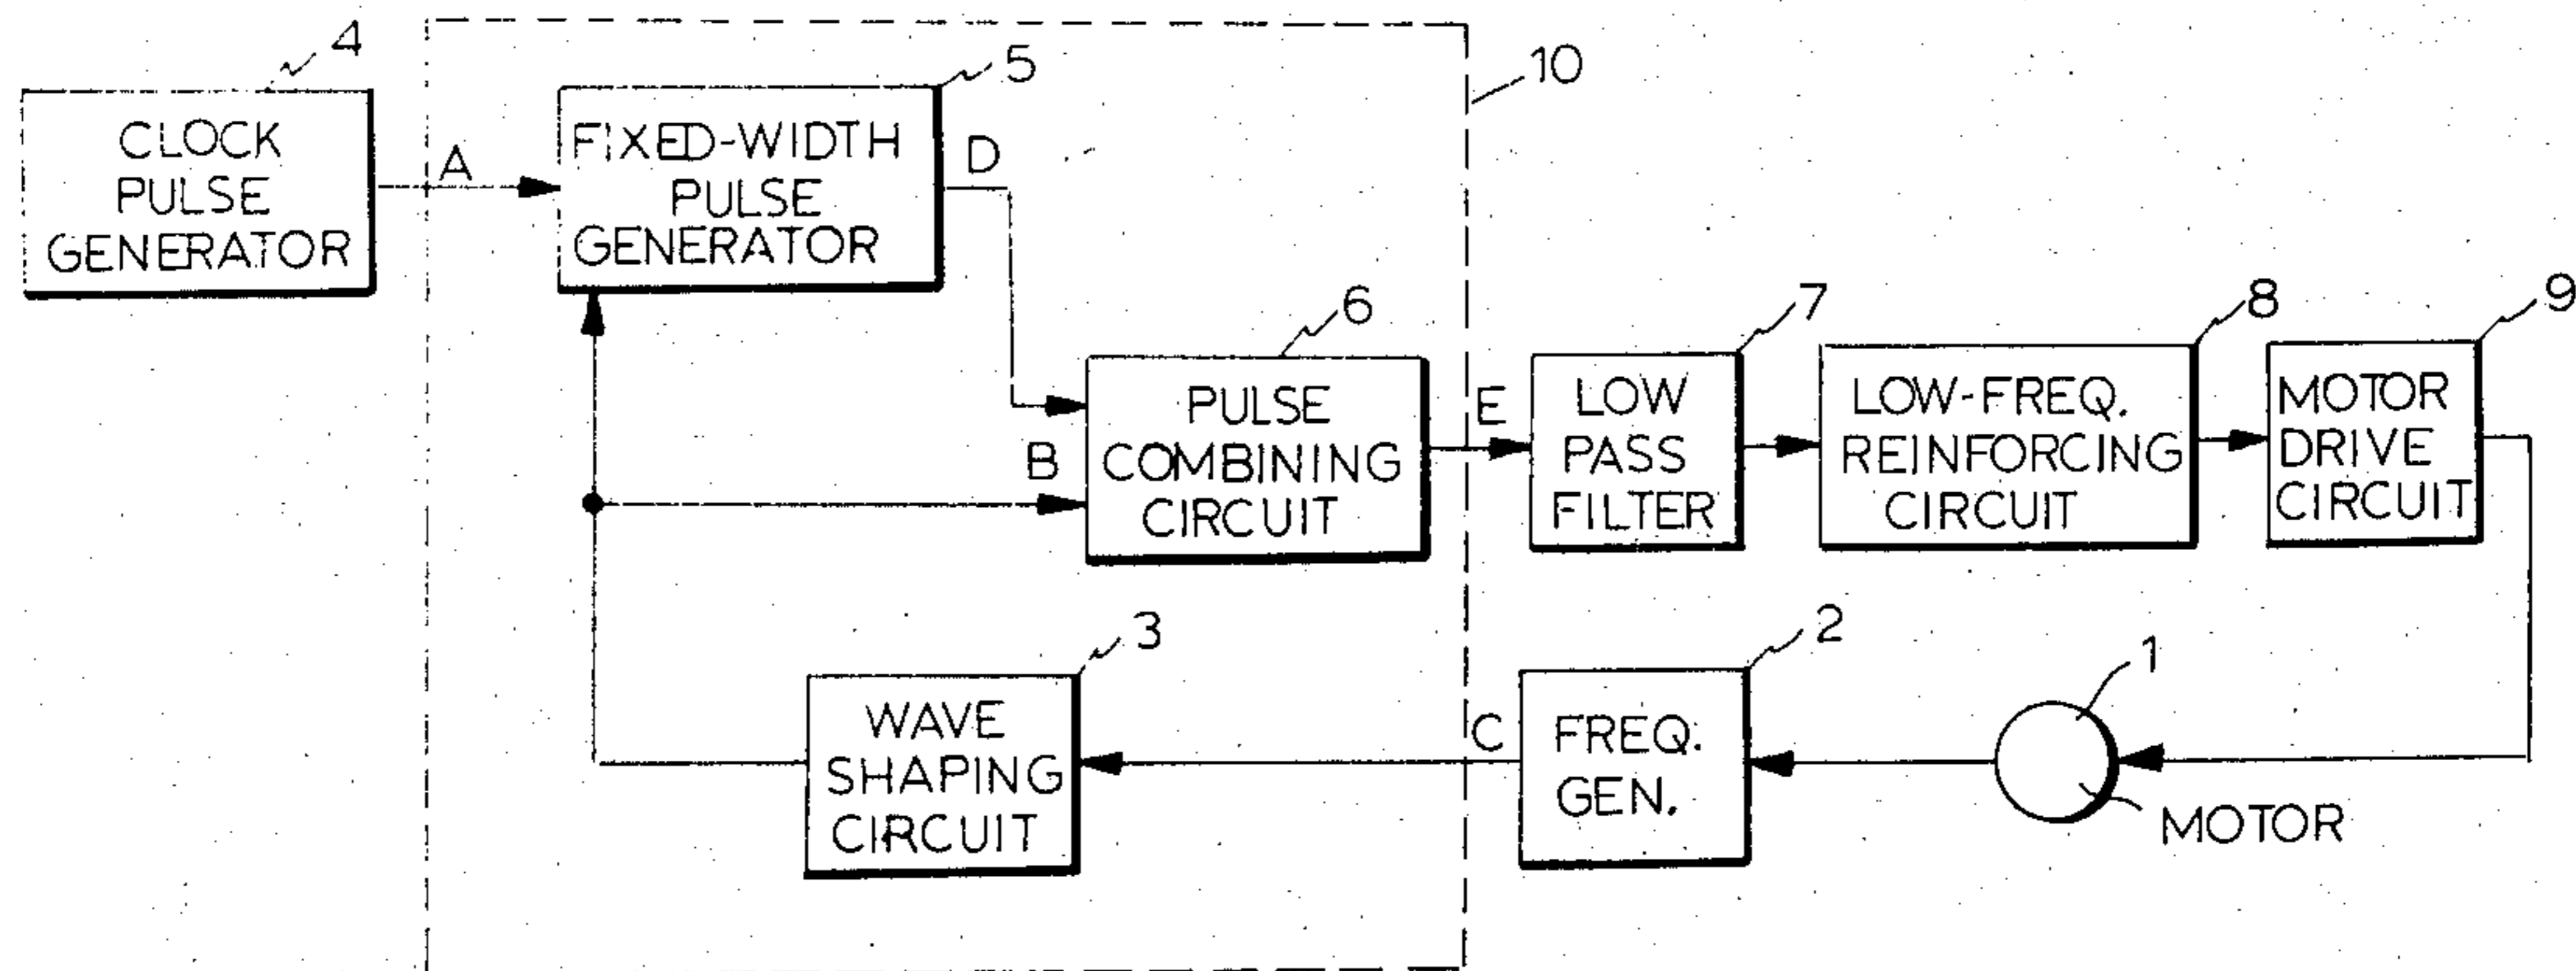 4
CLOCK
PULSE
GENERATOR
A
5
FIXED-WIDTH
PULSE
GENERATOR
D
10
6
PULSE
COMBINING
CIRCUIT
B
E
7
LOW
PASS
FILTER
8
LOW-FREQ.
REINFORCING
CIRCUIT
9
MOTOR
DRIVE
CIRCUIT
3
WAVE
SHAPING
CIRCUIT
C
2
FREQ.
GEN.
1
MOTOR